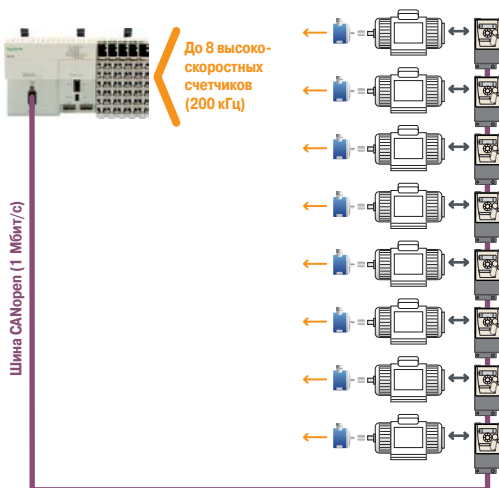 До 8 высоко-
скоростных
счетчиков
(200 кГц)
Шина CANopen (1 Мбит/с)